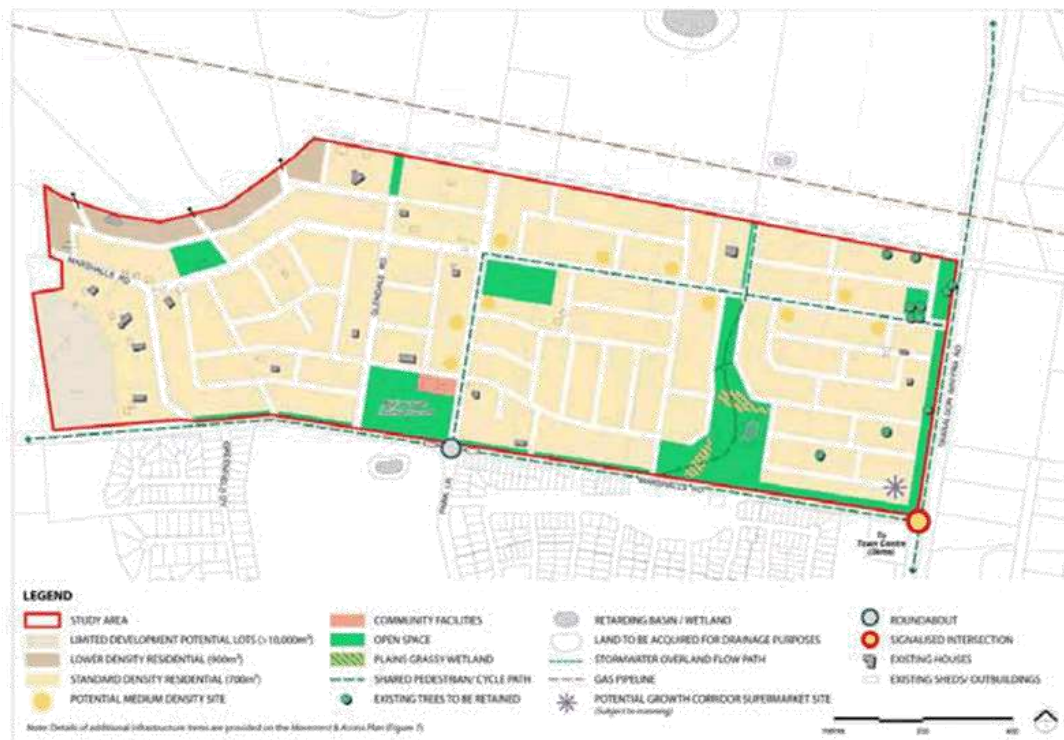 MARSHALLS RD
GLENDALE RD
TRARALGON MAFFRA RD
GREENFIELD
PARK LN
To
Town Centre
LEGEND
STUDY AREA
LIMITED DEVELOPMENT POTENTIAL LOTS (>10,000m²)
LOWER DENSITY RESIDENTIAL (900m²)
STANDARD DENSITY RESIDENTIAL (700m²)
POTENTIAL MEDIUM DENSITY SITE
COMMUNITY FACILITIES
OPEN SPACE
PLAINS GRASSY WETLAND
SHARED PEDESTRIAN/ CYCLE PATH
EXISTING TREES TO BE RETAINED
RETARDING BASIN / WETLAND
LAND TO BE ACQUIRED FOR DRAINAGE PURPOSES
STORMWATER OVERLAND FLOW PATH
GAS PIPELINE
POTENTIAL GROWTH CORRIDOR SUPERMARKET SITE
(Subject to rezoning)
ROUNDABOUT
SIGNALISED INTERSECTION
EXISTING HOUSES
EXISTING SHEDS/ OUTBUILDINGS
Note: Details of additional infrastructure items are provided on the Movement & Access Plan (Figure 7)
metres 200 400